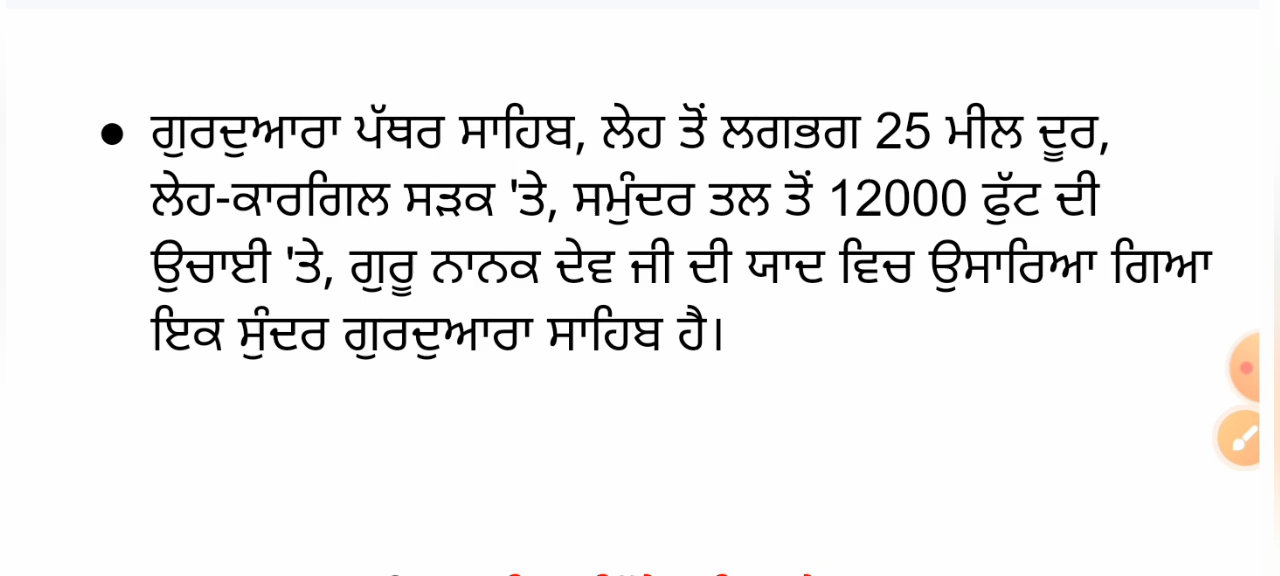 • ਗੁਰਦੁਆਰਾ ਪੱਥਰ ਸਾਹਿਬ, ਲੇਹ ਤੋਂ ਲਗਭਗ 25 ਮੀਲ ਦੂਰ,
ਲੇਹ-ਕਾਰਗਿਲ ਸੜਕ 'ਤੇ, ਸਮੁੰਦਰ ਤਲ ਤੋਂ 12000 ਫੁੱਟ ਦੀ
ਉਚਾਈ 'ਤੇ, ਗੁਰੂ ਨਾਨਕ ਦੇਵ ਜੀ ਦੀ ਯਾਦ ਵਿਚ ਉਸਾਰਿਆ ਗਿਆ
ਇਕ ਸੁੰਦਰ ਗੁਰਦੁਆਰਾ ਸਾਹਿਬ ਹੈ।